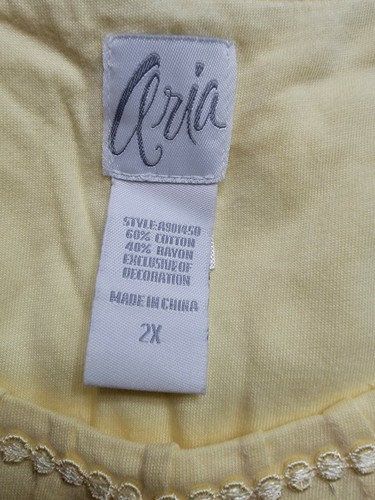 Aria
STYLE:A901450
60% COTTON
40% RAYON
EXCLUSIVE OF
DECORATION
MADE IN CHINA
2X